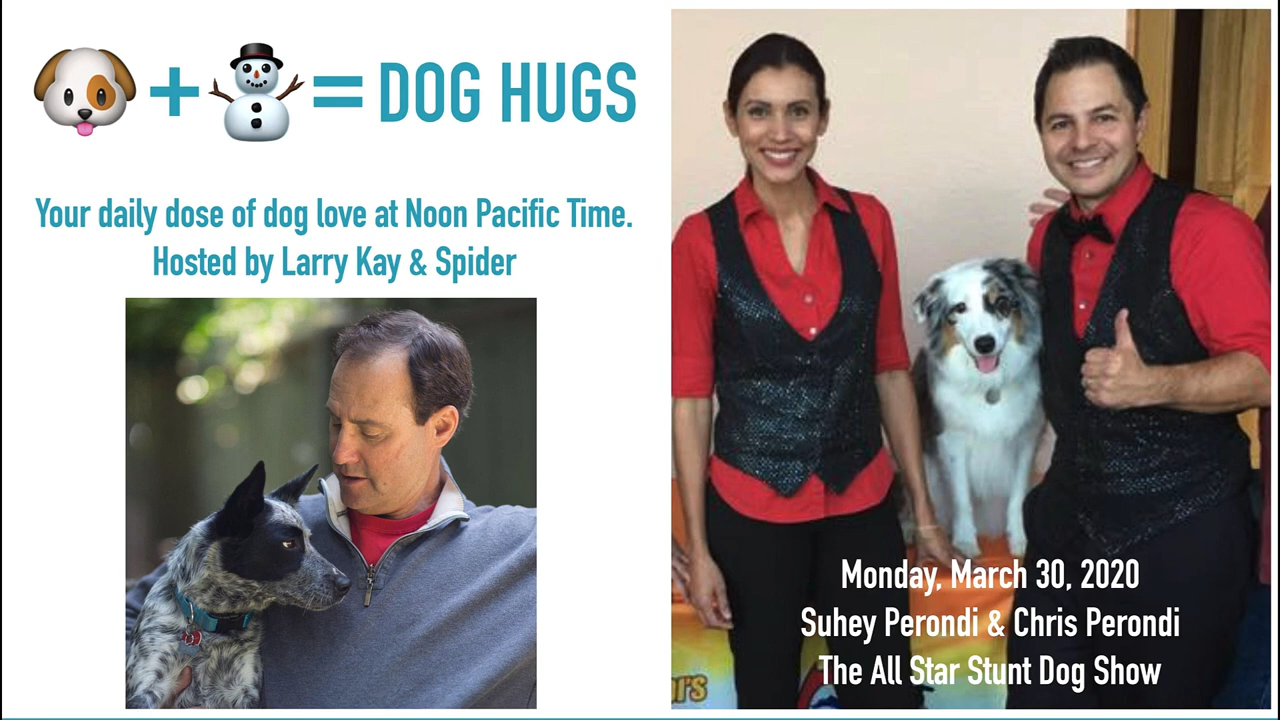 + = DOG HUGS
Your daily dose of dog love at Noon Pacific Time.
Hosted by Larry Kay & Spider
Monday, March 30, 2020
Suhey Perondi & Chris Perondi
The All Star Stunt Dog Show